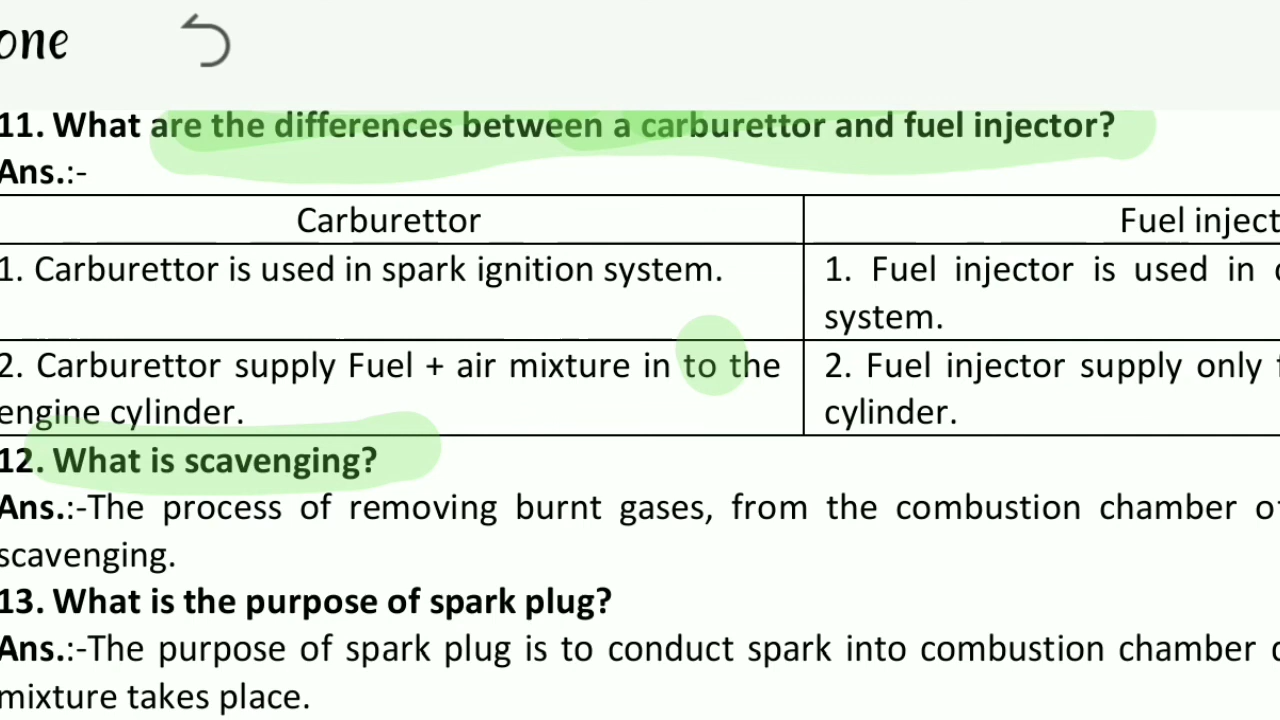 one
11. What are the differences between a carburettor and fuel injector?
Ans.:-
Carburettor Fuel inject
1. Carburettor is used in spark ignition system. 1. Fuel injector is used in
system.
2. Carburettor supply Fuel + air mixture in to the 2. Fuel injector supply only
engine cylinder. cylinder.
12. What is scavenging?
Ans.:-The process of removing burnt gases, from the combustion chamber of
scavenging.
13. What is the purpose of spark plug?
Ans.:-The purpose of spark plug is to conduct spark into combustion chamber
mixture takes place.